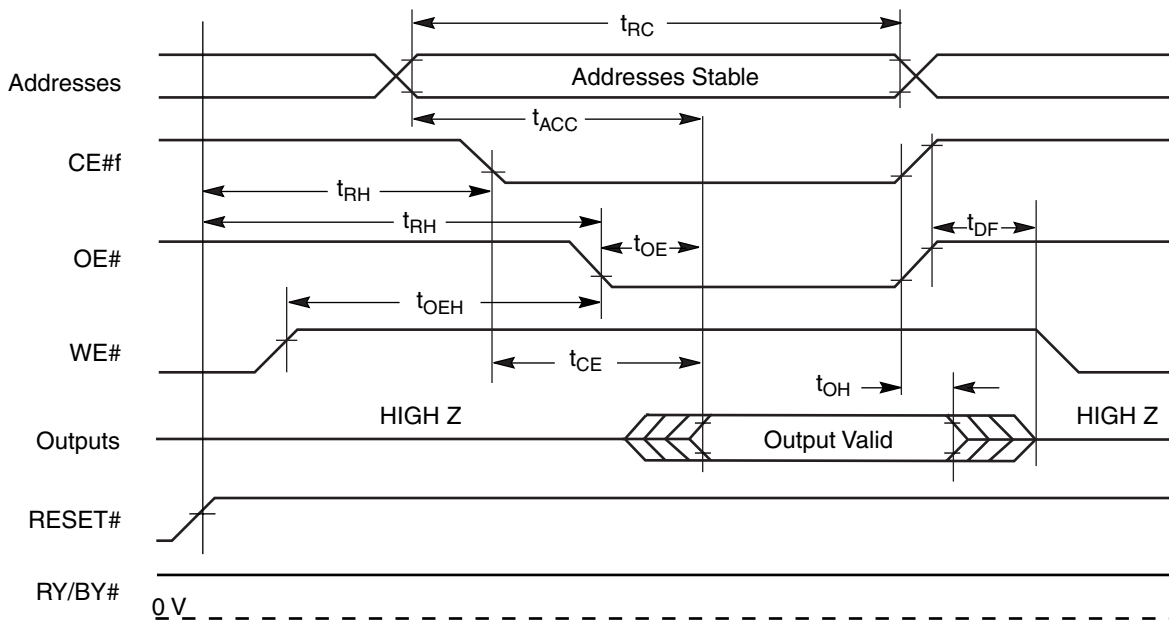 tRC
Addresses
Addresses Stable
tACC
CE#f
tRH
tRH
tDF
OE#
tOE
tOEH
WE#
tCE
tOH
HIGH Z
HIGH Z
Outputs
Output Valid
RESET#
RY/BY#
0 V